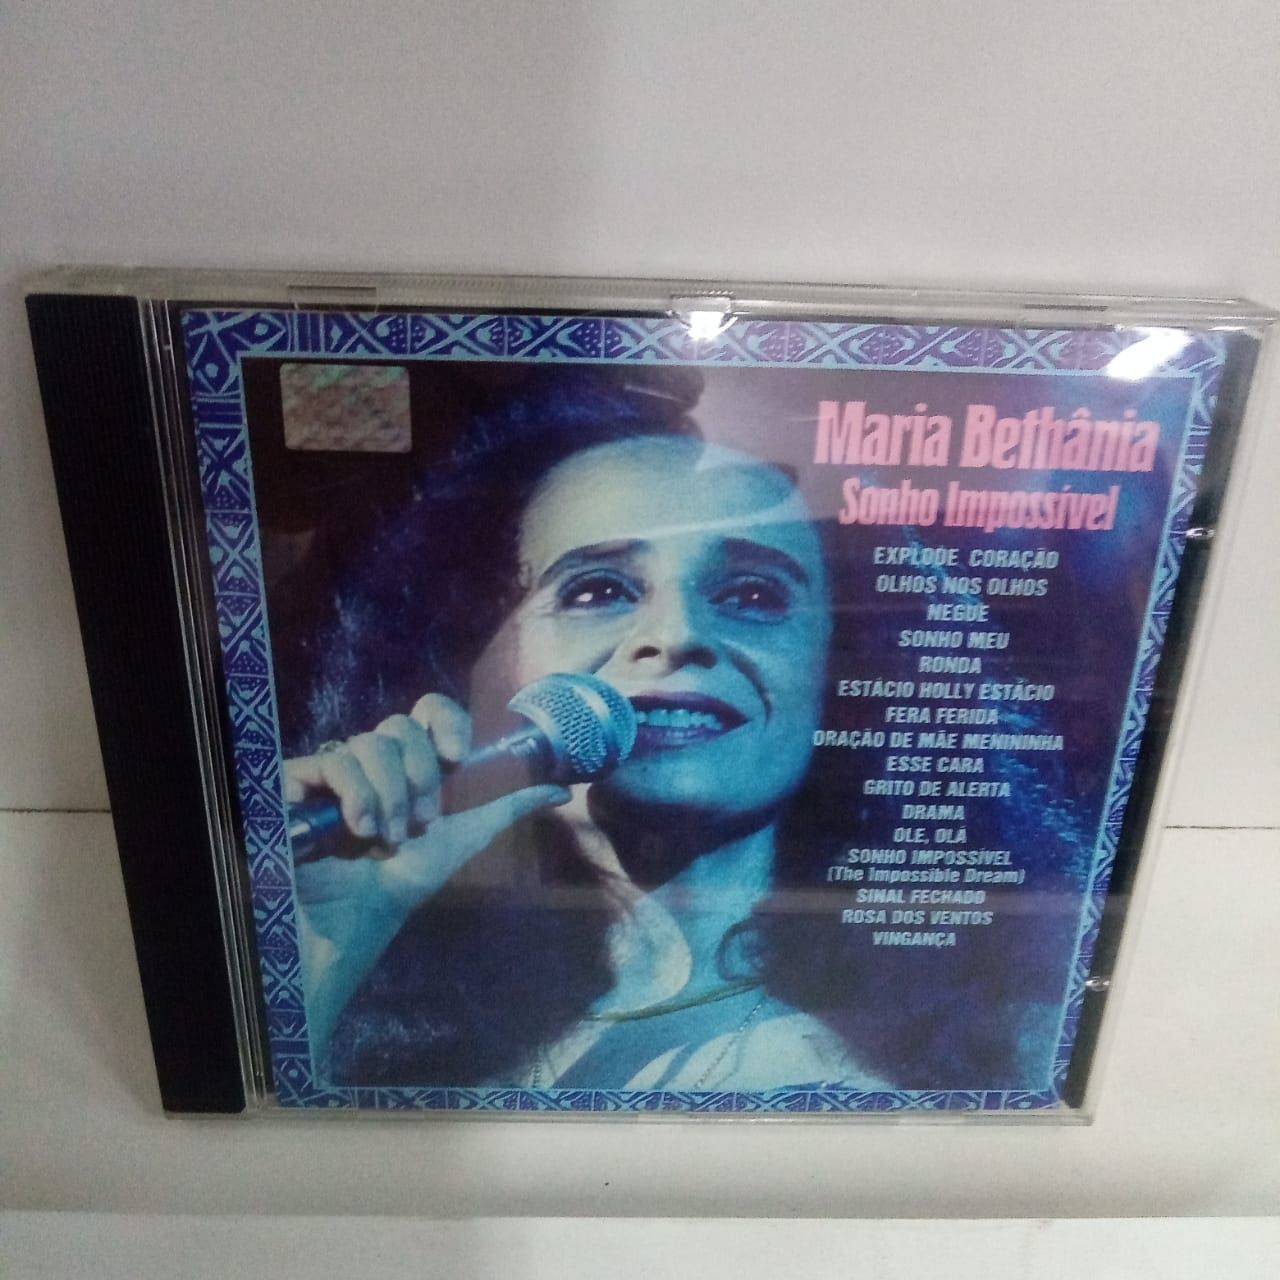 Maria Bethânia
Sonho Impossível
EXPLODE CORAÇÃO
OLHOS NOS OLHOS
NEGUE
SONHO MEU
RONDA
ESTÁCIO HOLLY ESTÁCIO
FERA FERIDA
ORAÇÃO DE MÃE MENININHA
ESSE CARA
GRITO DE ALERTA
DRAMA
OLE, OLÁ
SONHO IMPOSSÍVEL
(The Impossible Dream)
SINAL FECHADO
ROSA DOS VENTOS
VINGANÇA